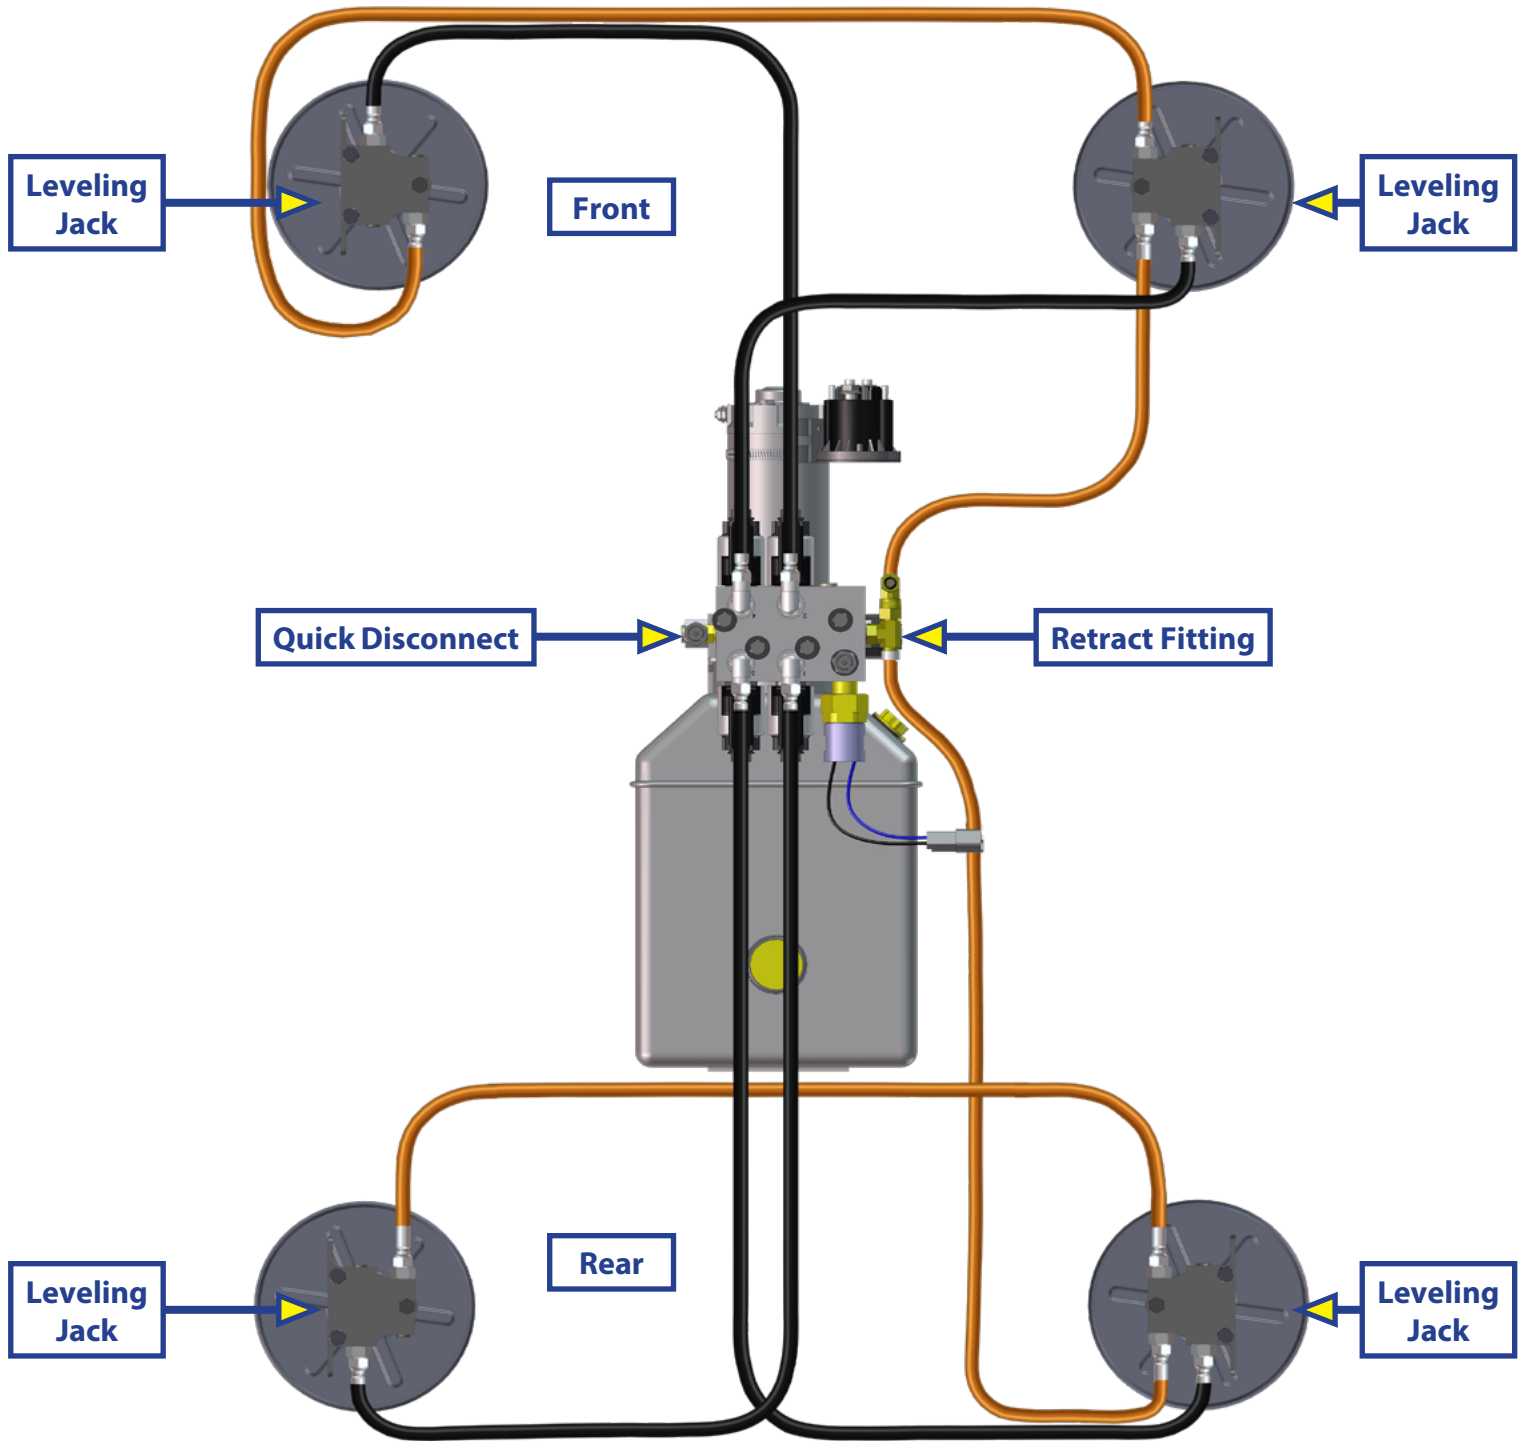 Leveling
Jack
Front
Leveling
Jack
Quick Disconnect
Retract Fitting
Leveling
Jack
Rear
Leveling
Jack